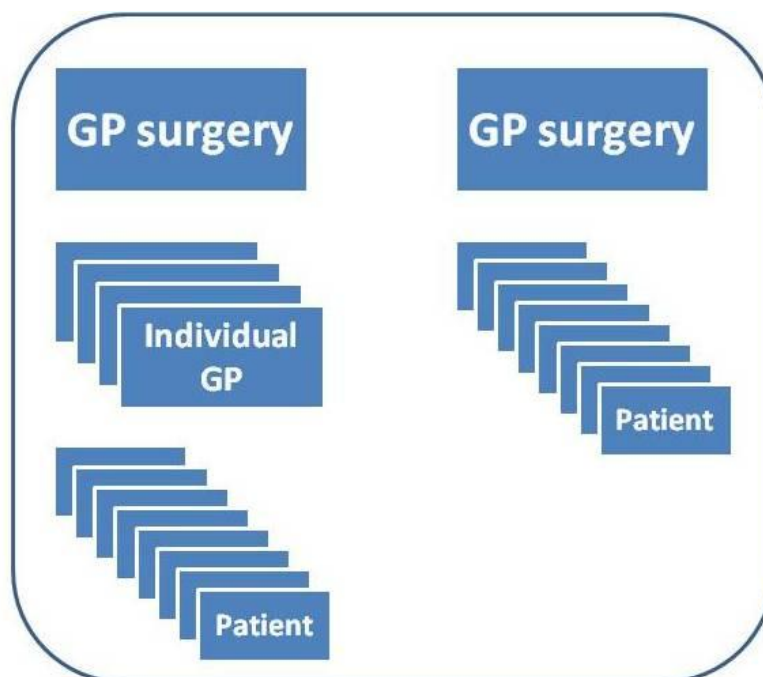 GP surgery
GP surgery
Individual
GP
Patient
Patient